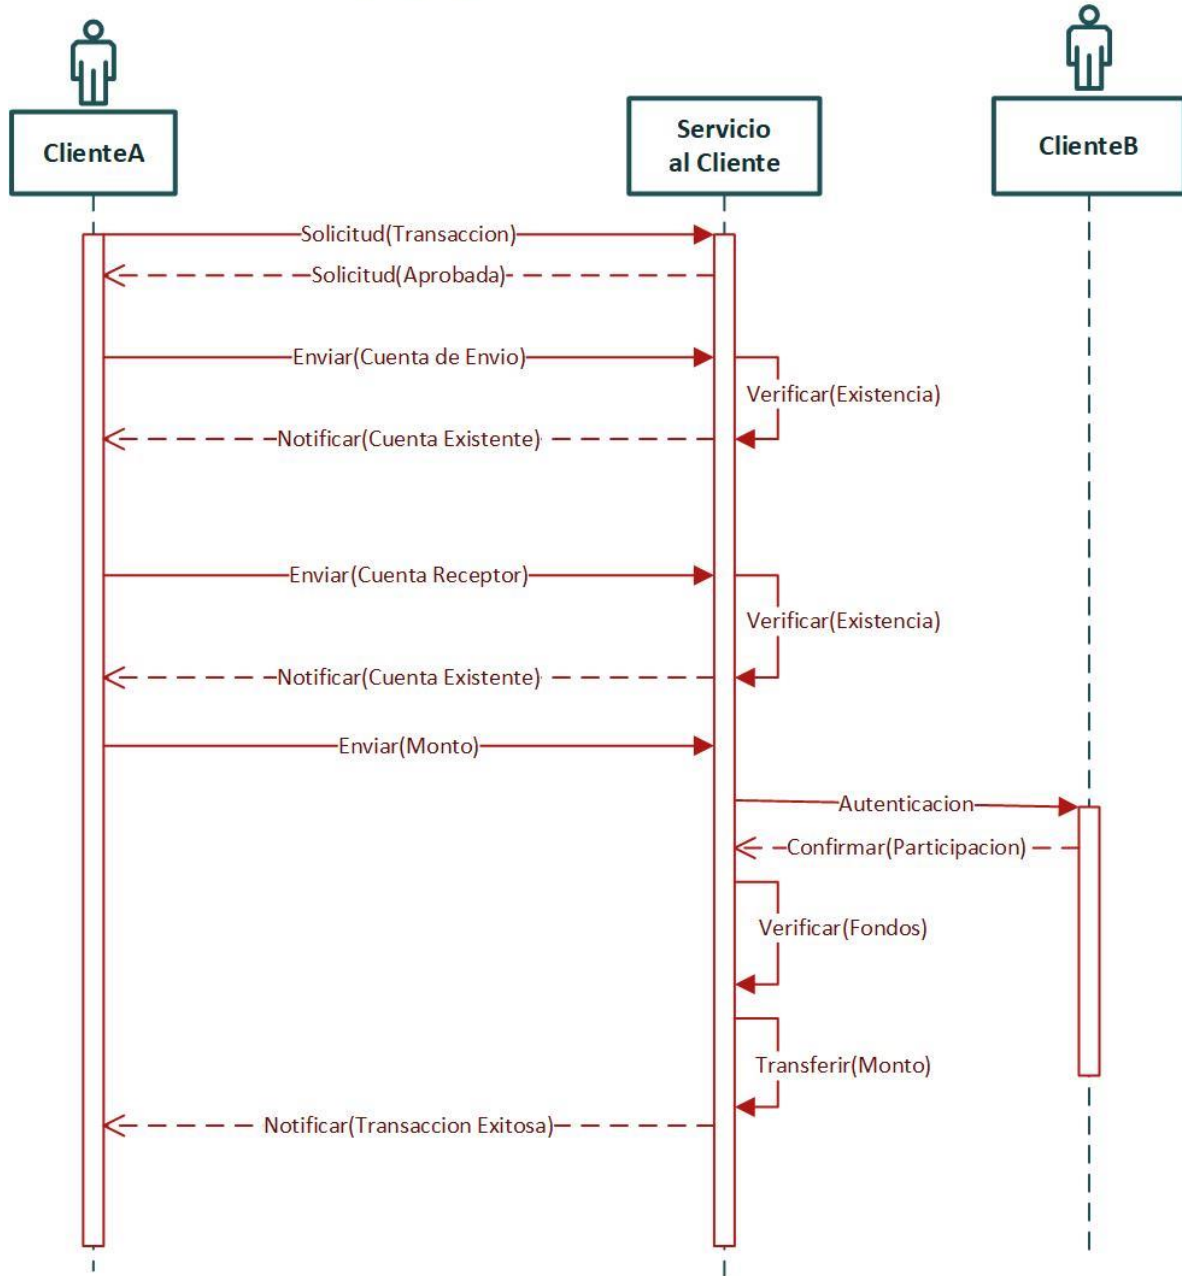 ClienteA
Servicio
al Cliente
ClienteB
Solicitud(Transaccion)
Solicitud(Aprobada)
Enviar(Cuenta de Envio)
Verificar(Existencia)
Notificar(Cuenta Existente)
Enviar(Cuenta Receptor)
Verificar(Existencia)
Notificar(Cuenta Existente)
Enviar(Monto)
Autenticacion
Confirmar(Participacion)
Verificar(Fondos)
Transferir(Monto)
Notificar(Transaccion Exitosa)